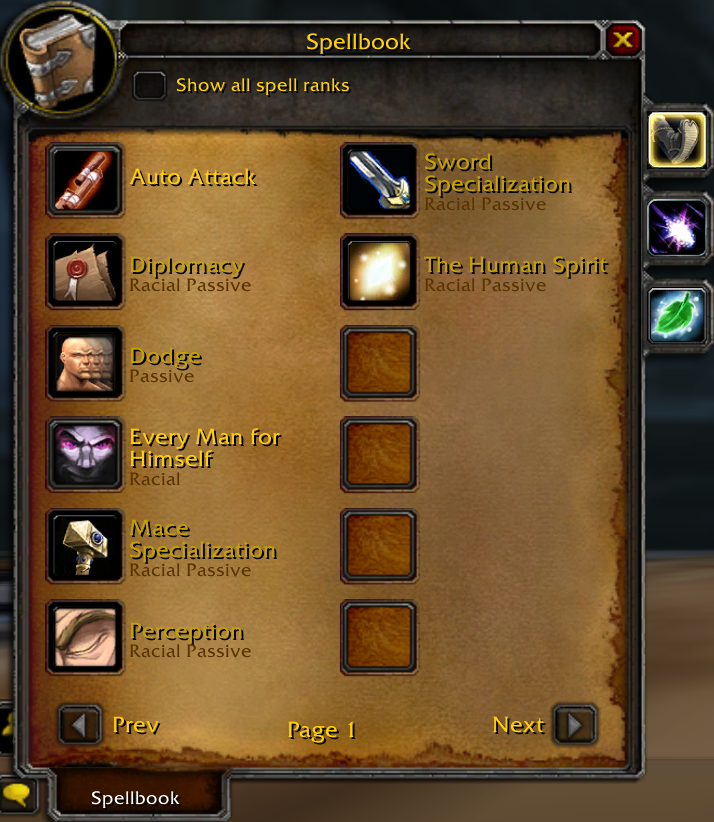 Spellbook
Show all spell ranks
Auto Attack
Diplomacy
Racial Passive
Dodge
Passive
Every Man for
Himself
Racial
Mace
Specialization
Racial Passive
Perception
Racial Passive
Sword
Specialization
Racial Passive
The Human Spirit
Racial Passive
Prev
Page 1
Next
Spellbook